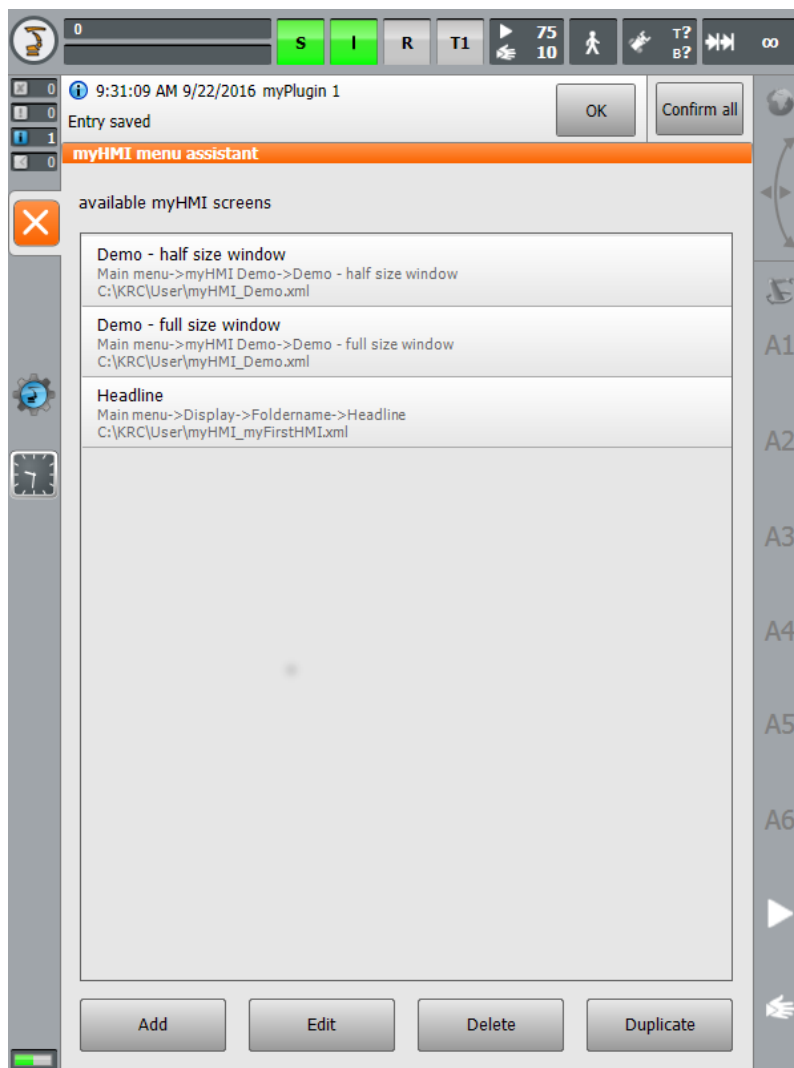 0
S
I
R
T1
75
10
T?
B?
∞
0
0
1
0
9:31:09 AM 9/22/2016 myPlugin 1
Entry saved
OK
Confirm all
myHMI menu assistant
available myHMI screens
Demo - half size window
Main menu->myHMI Demo->Demo - half size window
C:\KRC\User\myHMI_Demo.xml
Demo - full size window
Main menu->myHMI Demo->Demo - full size window
C:\KRC\User\myHMI_Demo.xml
Headline
Main menu->Display->Foldername->Headline
C:\KRC\User\myHMI_myFirstHMI.xml
A1
A2
A3
A4
A5
A6
Add
Edit
Delete
Duplicate